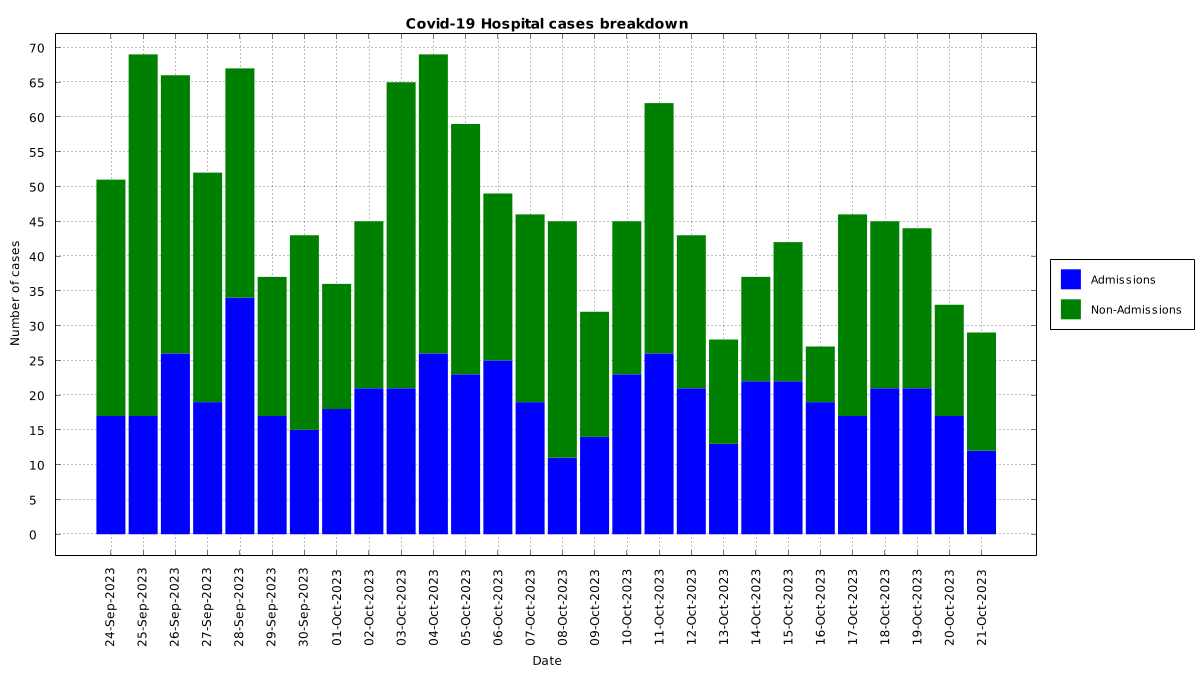 Covid-19 Hospital cases breakdown
70
65
60
55
50
45
40
35
30
25
20
15
10
5
0
Number of cases
Admissions
Non-Admissions
24-Sep-2023
25-Sep-2023
26-Sep-2023
27-Sep-2023
28-Sep-2023
29-Sep-2023
30-Sep-2023
01-Oct-2023
02-Oct-2023
03-Oct-2023
04-Oct-2023
05-Oct-2023
06-Oct-2023
07-Oct-2023
08-Oct-2023
09-Oct-2023
10-Oct-2023
11-Oct-2023
12-Oct-2023
13-Oct-2023
14-Oct-2023
15-Oct-2023
16-Oct-2023
17-Oct-2023
18-Oct-2023
19-Oct-2023
20-Oct-2023
21-Oct-2023
Date